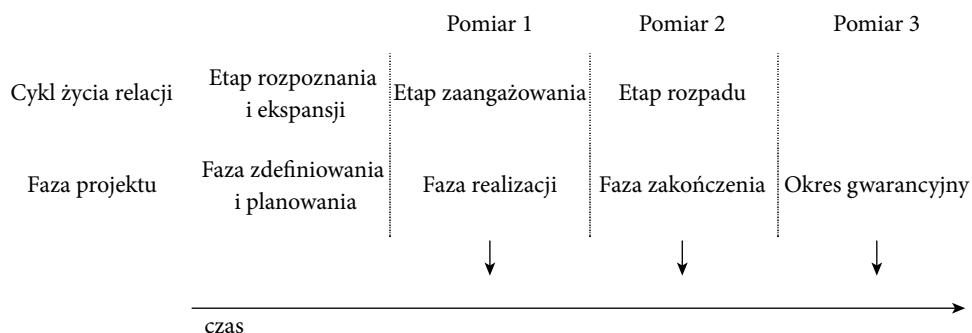 Pomiar 1 Pomiar 2 Pomiar 3
Cykl życia relacji
Etap rozpoznania
i ekspansji
Etap zaangażowania
Etap rozpadu
Faza projektu
Faza zdefiniowania
i planowania
Faza realizacji
Faza zakończenia
Okres gwarancyjny
czas